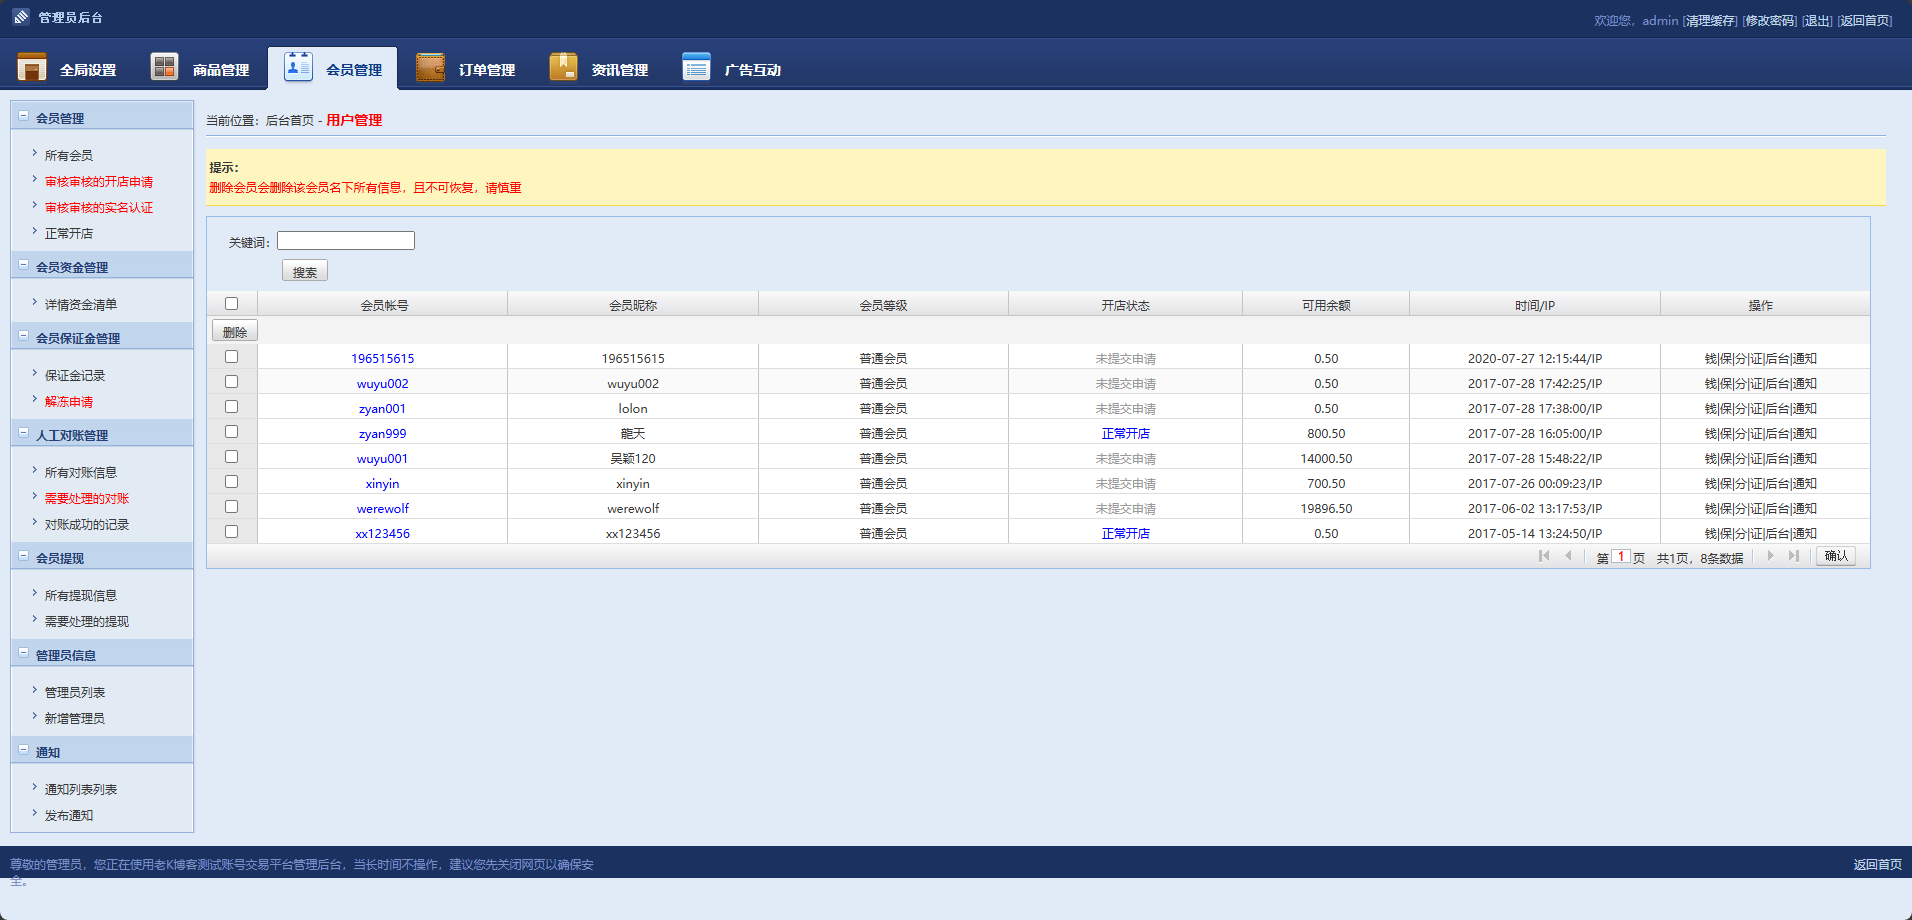 管理员后台
欢迎您，admin [清理缓存] [修改密码] [退出] [返回首页]
全局设置 商品管理 会员管理 订单管理 资讯管理 广告互动
会员管理
所有会员
审核审核的开店申请
审核审核的实名认证
正常开店
会员资金管理
详情资金清单
会员保证金管理
保证金记录
解冻申请
人工对账管理
所有对账信息
需要处理的对账
对账成功的记录
会员提现
所有提现信息
需要处理的提现
管理员信息
管理员列表
新增管理员
通知
通知列表列表
发布通知
当前位置：后台首页 - 用户管理
提示：
删除会员会删除该会员名下所有信息，且不可恢复，请慎重
关键词：
搜索
会员帐号 会员昵称 会员等级 开店状态 可用余额 时间/IP 操作
删除
196515615 196515615 普通会员 未提交申请 0.50 2020-07-27 12:15:44/IP 钱|保|分|证|后台|通知
wuyu002 wuyu002 普通会员 未提交申请 0.50 2017-07-28 17:42:25/IP 钱|保|分|证|后台|通知
zyan001 lolon 普通会员 未提交申请 0.50 2017-07-28 17:38:00/IP 钱|保|分|证|后台|通知
zyan999 龍天 普通会员 正常开店 800.50 2017-07-28 16:05:00/IP 钱|保|分|证|后台|通知
wuyu001 吴颖120 普通会员 未提交申请 14000.50 2017-07-28 15:48:22/IP 钱|保|分|证|后台|通知
xinyin xinyin 普通会员 未提交申请 700.50 2017-07-26 00:09:23/IP 钱|保|分|证|后台|通知
werewolf werewolf 普通会员 未提交申请 19896.50 2017-06-02 13:17:53/IP 钱|保|分|证|后台|通知
xx123456 xx123456 普通会员 正常开店 0.50 2017-05-14 13:24:50/IP 钱|保|分|证|后台|通知
第 1 页 共1页，8条数据 确认
尊敬的管理员，您正在使用老K博客测试账号交易平台管理后台，当长时间不操作，建议您先关闭网页以确保安
全。
返回首页